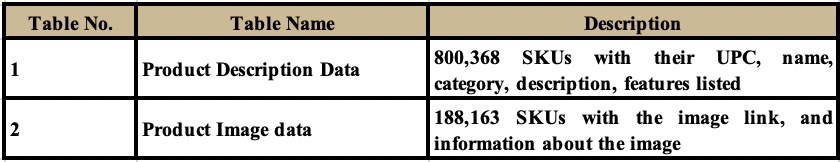 Table No. Table Name Description
1 Product Description Data 800,368 SKUs with their UPC, name,
category, description, features listed
2 Product Image data 188,163 SKUs with the image link, and
information about the image